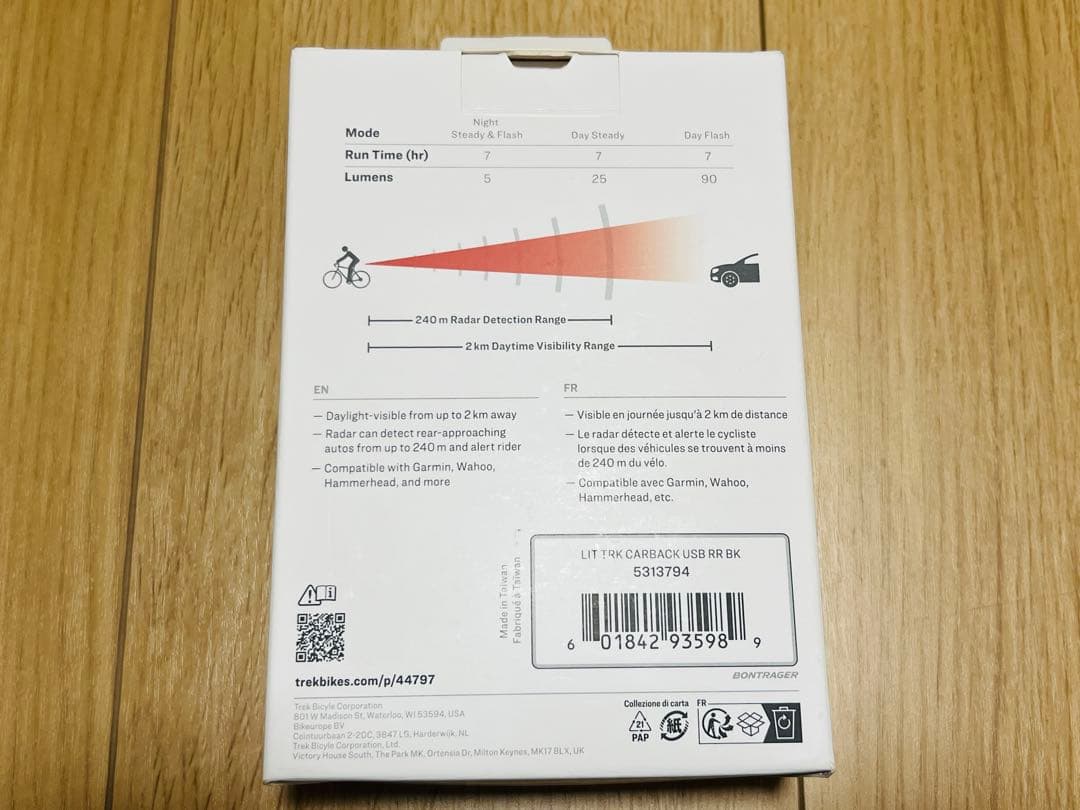 Night
Mode Steady & Flash Day Steady Day Flash
Run Time (hr) 7 7 7
Lumens 5 25 90
240 m Radar Detection Range
2 km Daytime Visibility Range
EN
— Daylight-visible from up to 2 km away
— Radar can detect rear-approaching
autos from up to 240 m and alert rider
— Compatible with Garmin, Wahoo,
Hammerhead, and more
FR
— Visible en journée jusqu'à 2 km de distance
— Le radar détecte et alerte le cycliste
lorsque des véhicules se trouvent à moins
de 240 m du vélo.
— Compatible avec Garmin, Wahoo,
Hammerhead, etc.
Made in Taiwan
Fabriqué à Taïwan
LIT TRK CARBACK USB RR BK
5313794
6 01842 93598 9
BONTRAGER
trekbikes.com/p/44797
Trek Bicyle Corporation
801 W Madison St, Waterloo, WI 53594, USA
Bikeurope BV
Ceintuurbaan 2-20C, 3847 LG, Harderwijk, NL
Trek Bicyle Corporation, Ltd.
Victory House South, The Park MK, Ortensia Dr, Milton Keynes, MK17 8LX, UK
Collezione di carta
21
PAP
紙
FR